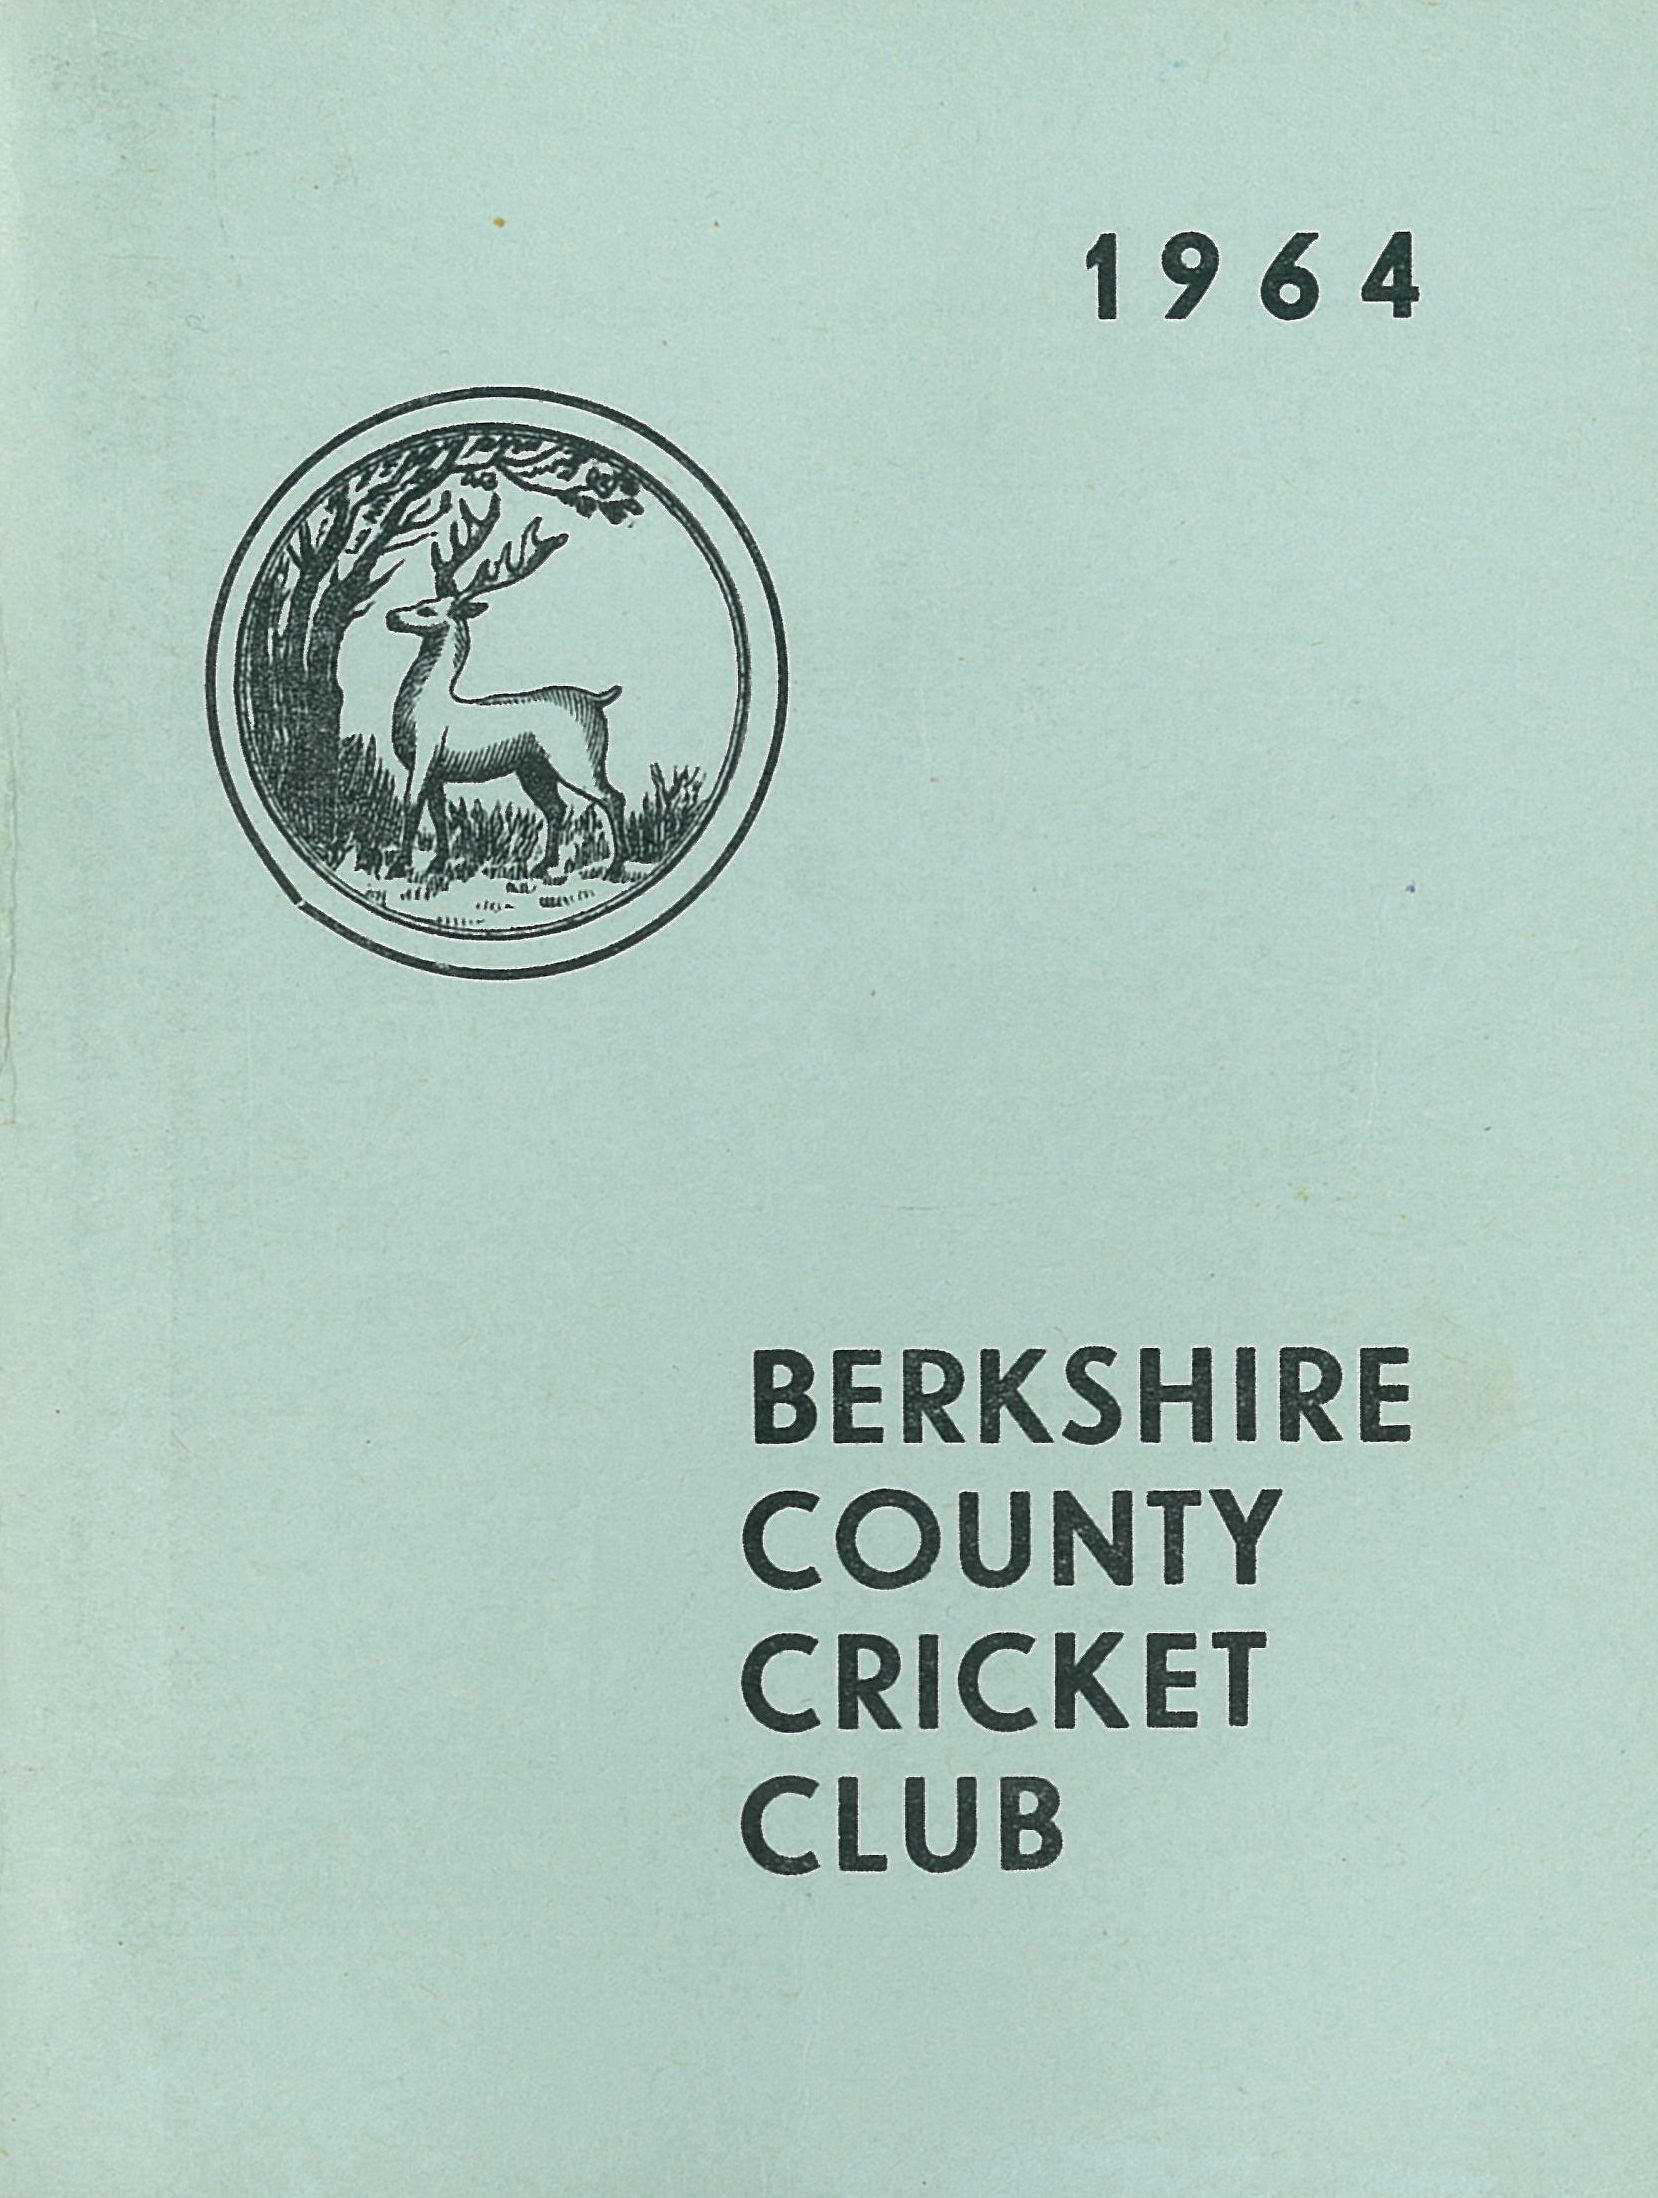 1964
BERKSHIRE
COUNTY
CRICKET
CLUB